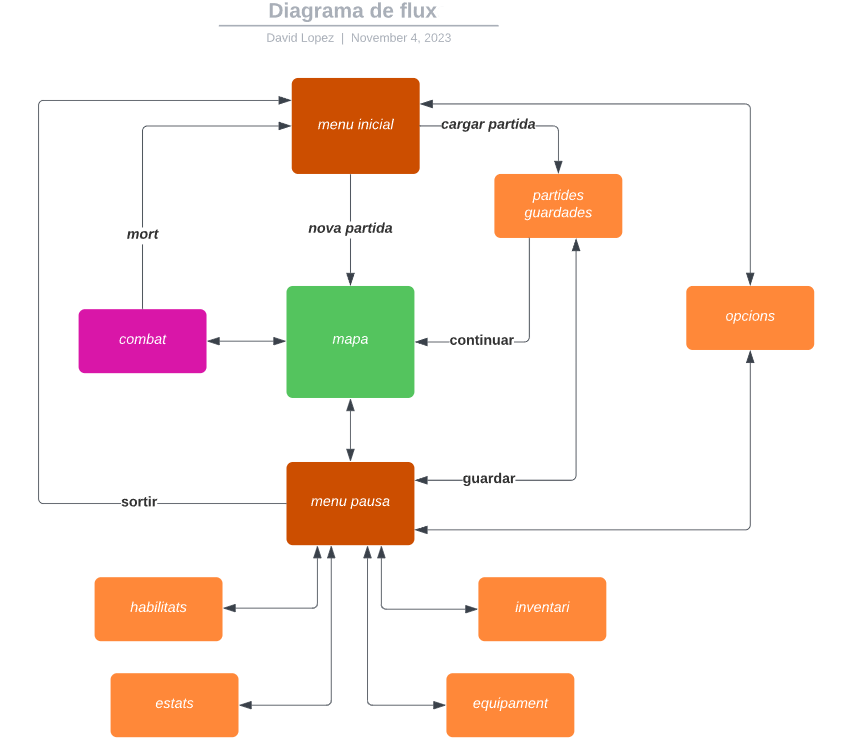 Diagrama de flux
David Lopez | November 4, 2023
menu inicial
cargar partida
partides
guardades
mort
nova partida
opcions
combat
mapa
continuar
guardar
sortir
menu pausa
habilitats
inventari
estats
equipament